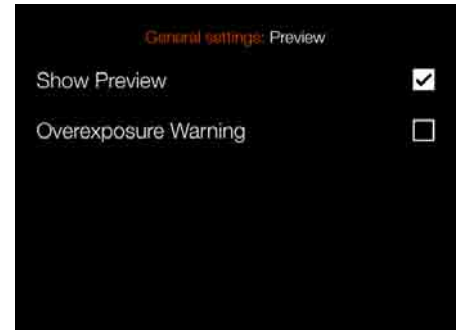 General settings: Preview
Show Preview
Overexposure Warning